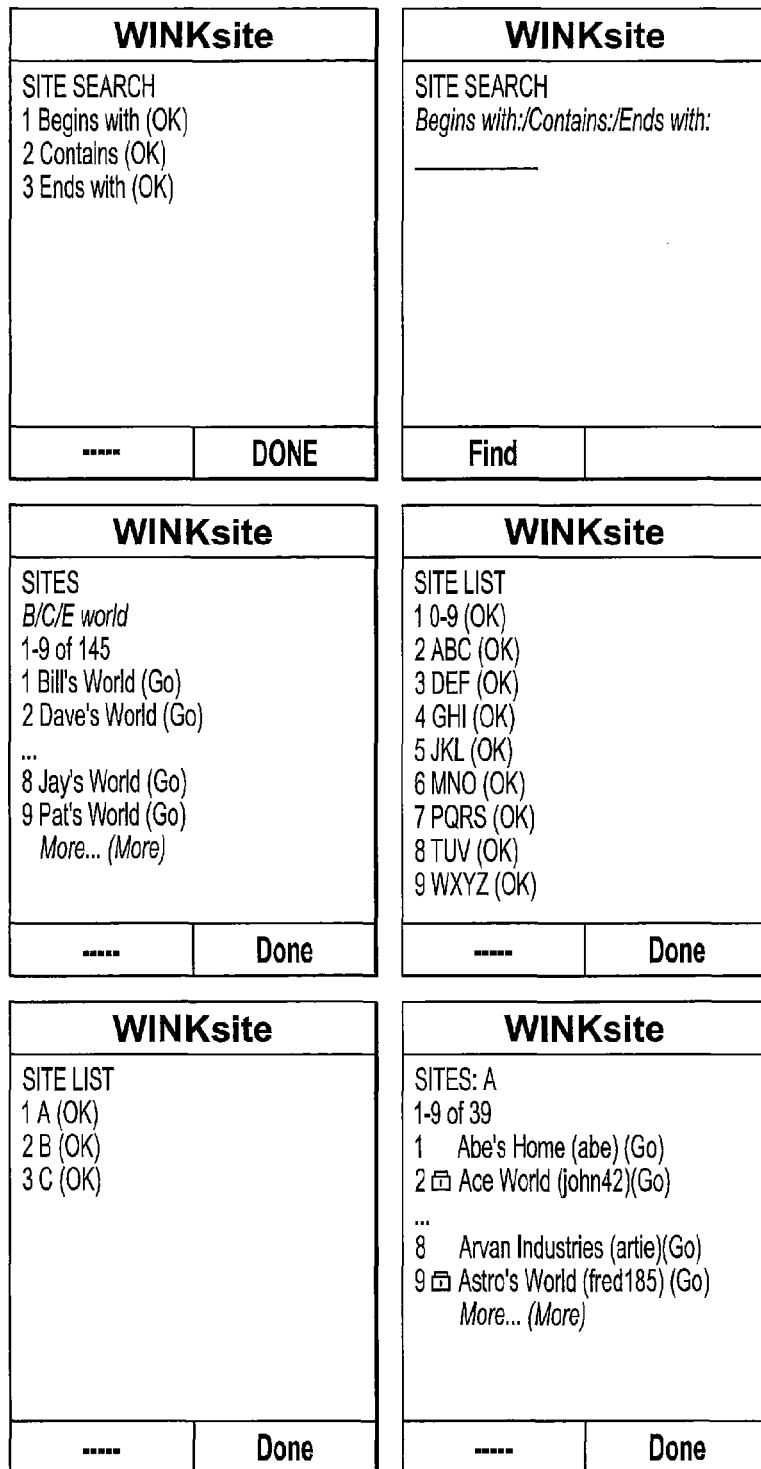 WINKsite
SITE SEARCH
1 Begins with (OK)
2 Contains (OK)
3 Ends with (OK)
-----
DONE
WINKsite
SITE SEARCH
Begins with:/Contains:/Ends with:
Find
WINKsite
SITES
B/C/E world
1-9 of 145
1 Bill's World (Go)
2 Dave's World (Go)
...
8 Jay's World (Go)
9 Pat's World (Go)
More... (More)
-----
Done
WINKsite
SITE LIST
1 0-9 (OK)
2 ABC (OK)
3 DEF (OK)
4 GHI (OK)
5 JKL (OK)
6 MNO (OK)
7 PQRS (OK)
8 TUV (OK)
9 WXYZ (OK)
-----
Done
WINKsite
SITE LIST
1 A (OK)
2 B (OK)
3 C (OK)
-----
Done
WINKsite
SITES: A
1-9 of 39
1 Abe's Home (abe) (Go)
2 Ace World (john42)(Go)
...
8 Arvan Industries (artie)(Go)
9 Astro's World (fred185) (Go)
More... (More)
-----
Done